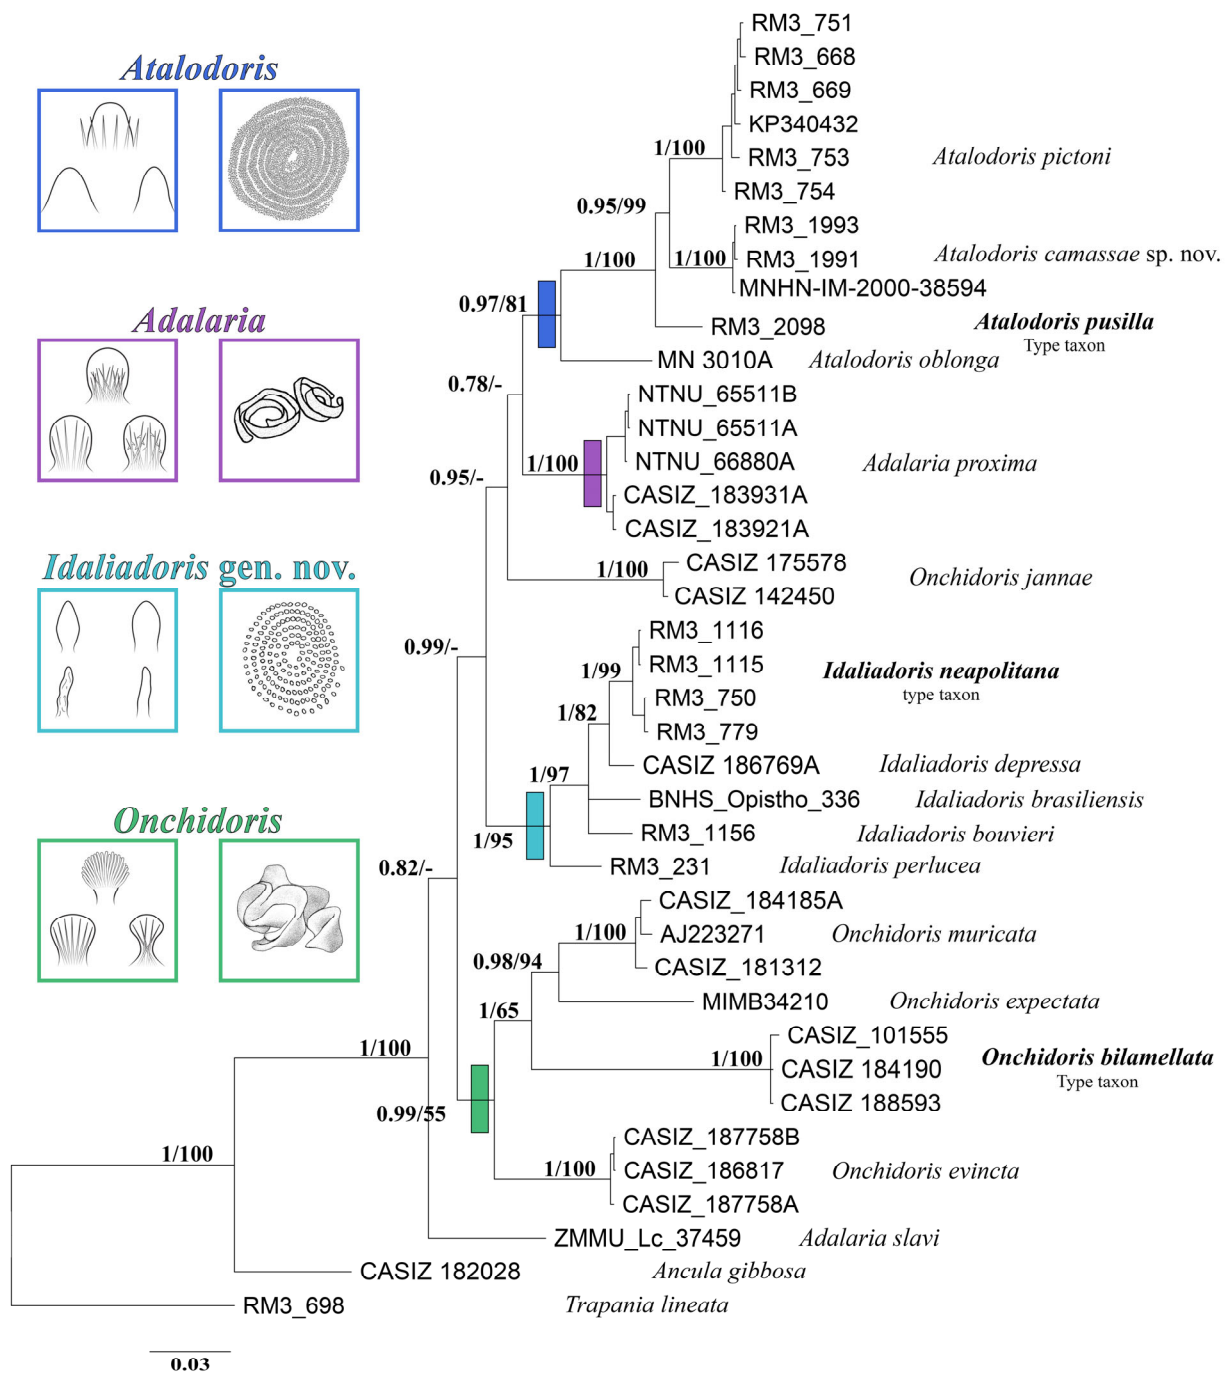 Atalodoris
Adalaria
Idaliadoris gen. nov.
Onchidoris
RM3_751
RM3_668
RM3_669
KP340432
1/100
RM3_753
Atalodoris pictoni
RM3_754
0.95/99
RM3_1993
1/100
1/100
RM3_1991
Atalodoris camassae sp. nov.
MNHN-IM-2000-38594
0.97/81
RM3_2098
Atalodoris pusilla
Type taxon
MN 3010A
Atalodoris oblonga
0.78/-
NTNU_65511B
NTNU_65511A
1/100
NTNU_66880A
Adalaria proxima
0.95/-
CASIZ_183931A
CASIZ_183921A
CASIZ 175578
1/100
Onchidoris jannae
CASIZ 142450
RM3_1116
0.99/-
RM3_1115
Idaliadoris neapolitana
type taxon
1/99
RM3_750
1/82
RM3_779
CASIZ 186769A
Idaliadoris depressa
1/97
BNHS_Opistho_336
Idaliadoris brasiliensis
1/95
RM3_1156
Idaliadoris bouvieri
0.82/-
RM3_231
Idaliadoris perlucea
CASIZ_184185A
1/100
AJ223271
Onchidoris muricata
0.98/94
CASIZ_181312
1/65
MIMB34210
Onchidoris expectata
CASIZ_101555
1/100
1/100
CASIZ 184190
Onchidoris bilamellata
Type taxon
CASIZ 188593
0.99/55
CASIZ_187758B
1/100
1/100
CASIZ_186817
Onchidoris evincta
CASIZ_187758A
ZMMU_Lc_37459
Adalaria slavi
CASIZ 182028
Ancula gibbosa
RM3_698
Trapania lineata
0.03